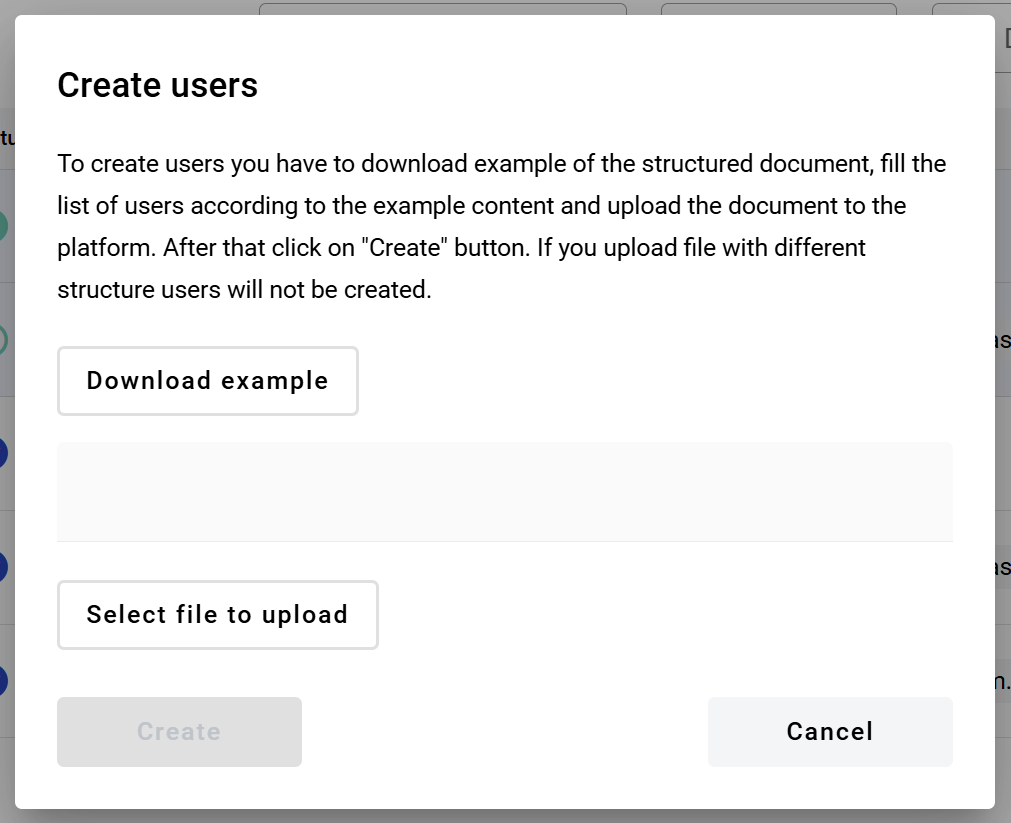 Create users
To create users you have to download example of the structured document, fill the
list of users according to the example content and upload the document to the
platform. After that click on "Create" button. If you upload file with different
structure users will not be created.
Download example
Select file to upload
Create
Cancel